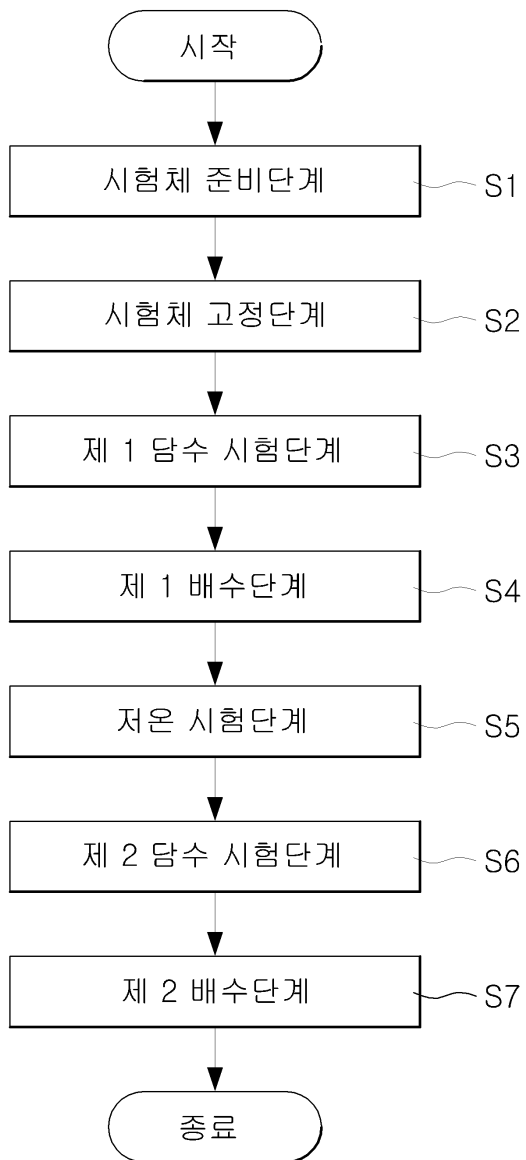 시작
시험체 준비단계 S1
시험체 고정단계 S2
제 1 담수 시험단계 S3
제 1 배수단계 S4
저온 시험단계 S5
제 2 담수 시험단계 S6
제 2 배수단계 S7
종료